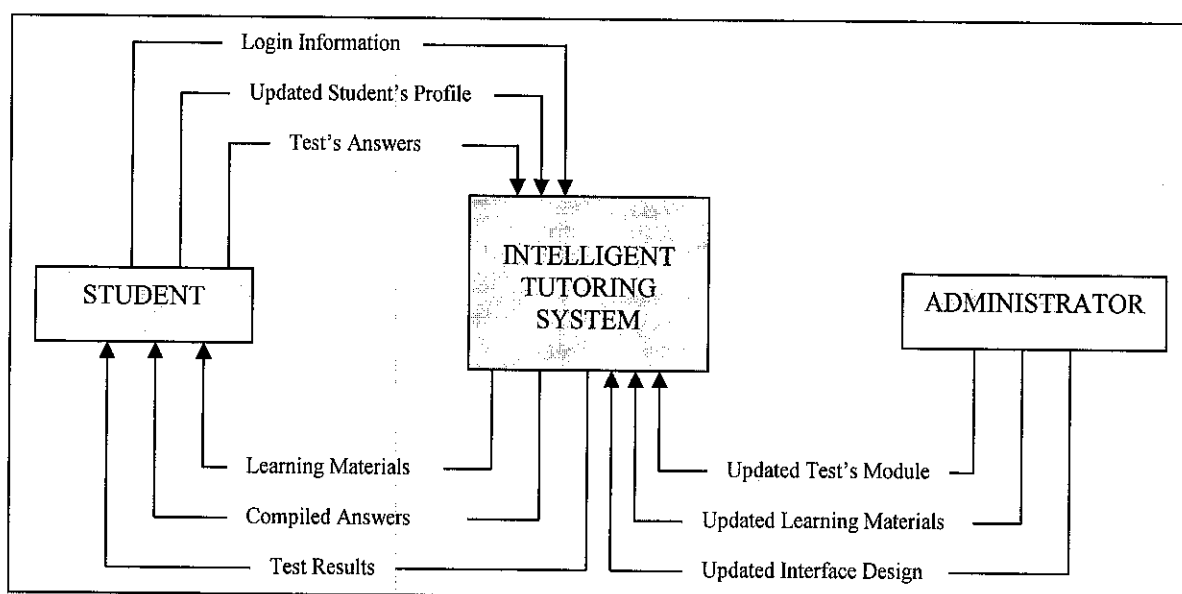 Login Information
Updated Student's Profile
Test's Answers
INTELLIGENT
TUTORING
SYSTEM
STUDENT
ADMINISTRATOR
Learning Materials
Compiled Answers
Test Results
Updated Test's Module
Updated Learning Materials
Updated Interface Design